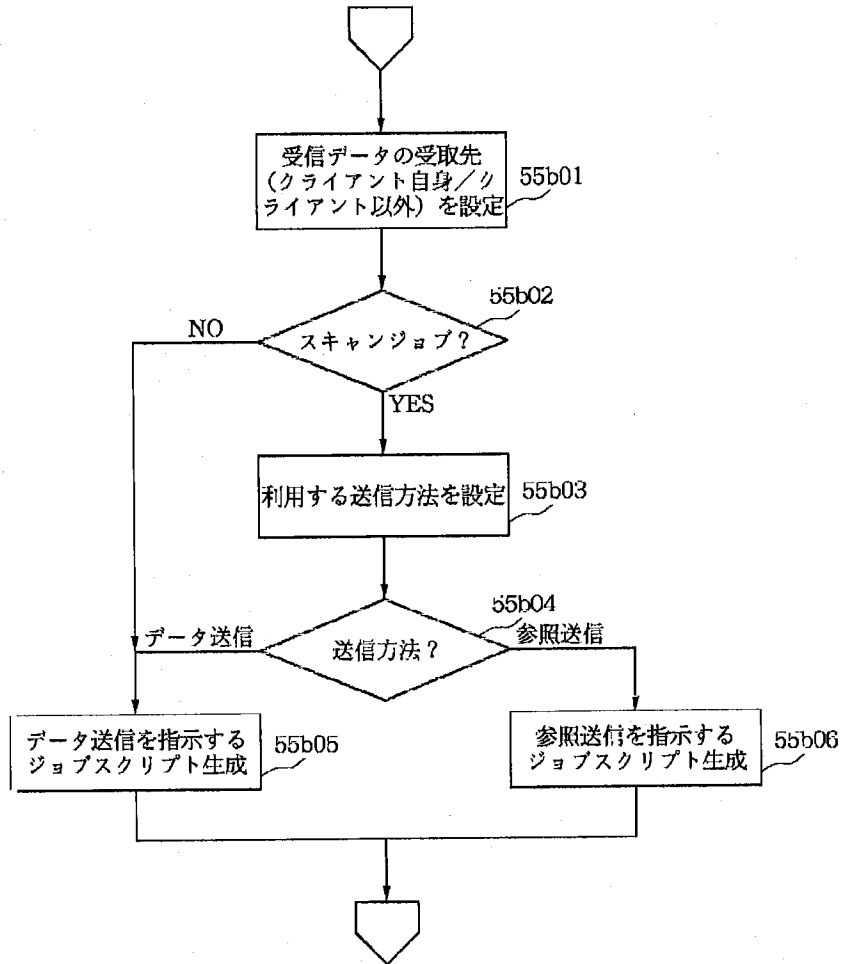 受信データの受取先
(クライアント自身／ク
ライアント以外) を設定
55b01
55b02
スキャンジョブ？
NO
YES
利用する送信方法を設定
55b03
55b04
データ送信
送信方法？
参照送信
データ送信を指示する
ジョブスクリプト生成
55b05
参照送信を指示する
ジョブスクリプト生成
55b06